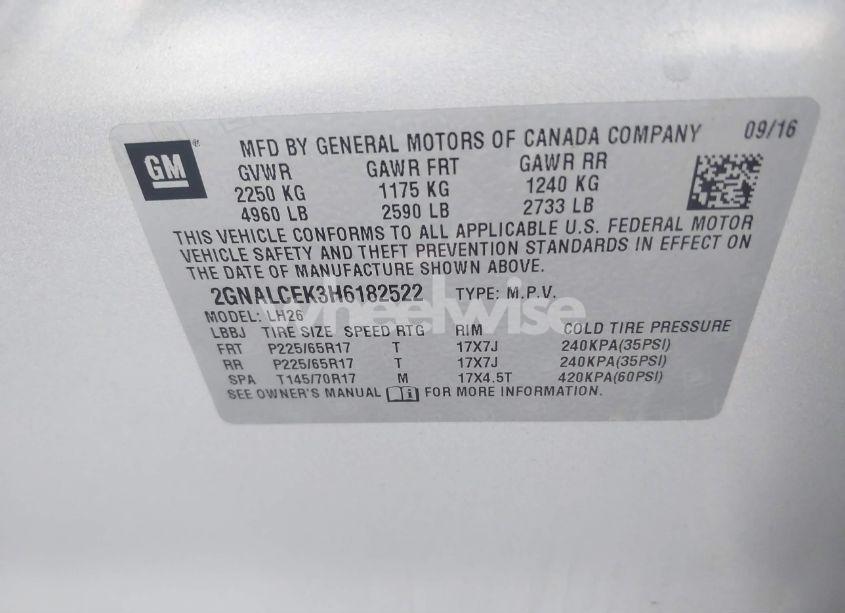 GM
MFD BY GENERAL MOTORS OF CANADA COMPANY 09/16
GVWR GAWR FRT GAWR RR
2250 KG 1175 KG 1240 KG
4960 LB 2590 LB 2733 LB
THIS VEHICLE CONFORMS TO ALL APPLICABLE U.S. FEDERAL MOTOR
VEHICLE SAFETY AND THEFT PREVENTION STANDARDS IN EFFECT ON
THE DATE OF MANUFACTURE SHOWN ABOVE.
2GNALCEK3H6182522 TYPE: M.P.V.
wheelwise
MODEL: LH26
LBBJ TIRE SIZE SPEED RTG RIM COLD TIRE PRESSURE
FRT P225/65R17 T 17X7J 240KPA(35PSI)
RR P225/65R17 T 17X7J 240KPA(35PSI)
SPA T145/70R17 M 17X4.5T 420KPA(60PSI)
SEE OWNER'S MANUAL i FOR MORE INFORMATION.